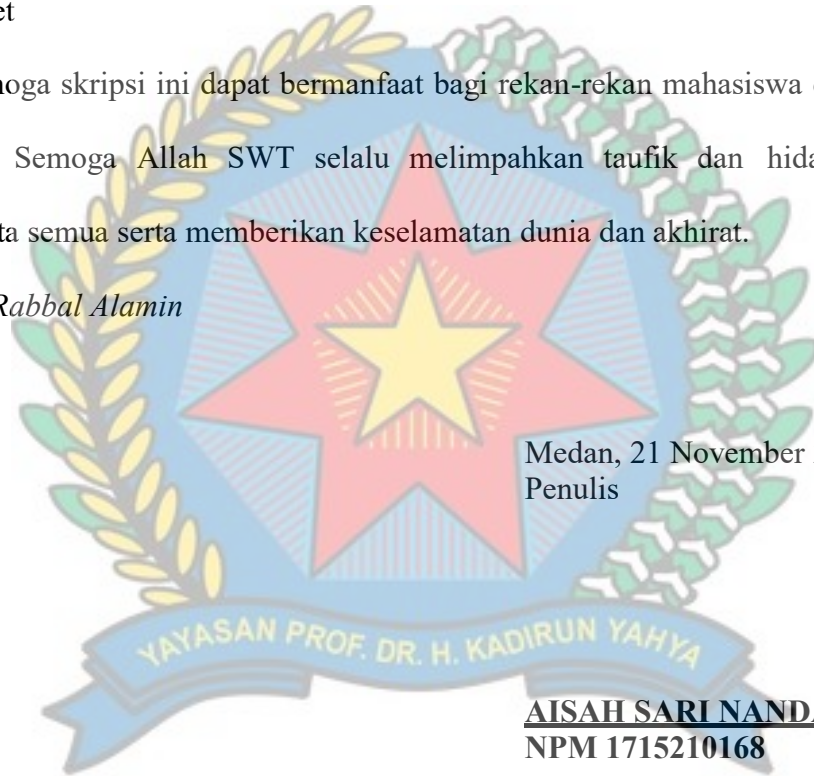 et
noga skripsi ini dapat bermanfaat bagi rekan-rekan mahasiswa
Semoga Allah SWT selalu melimpahkan taufik dan hida
ta semua serta memberikan keselamatan dunia dan akhirat.
Rabbal Alamin
Medan, 21 November
Penulis
YAYASAN PROF. DR. H. KADIRUN YAHYA
AISAH SARI NANDA
NPM 1715210168